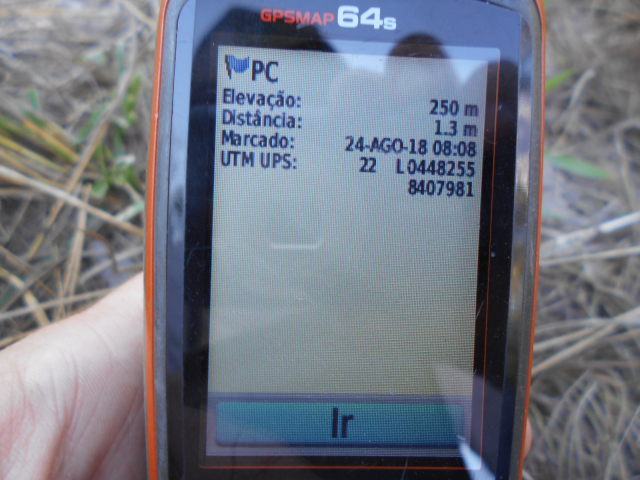 GPSMAP 64s
PC
Elevação: 250 m
Distância: 1.3 m
Marcado: 24-AGO-18 08:08
UTM UPS: 22 L 0448255
8407981
Ir